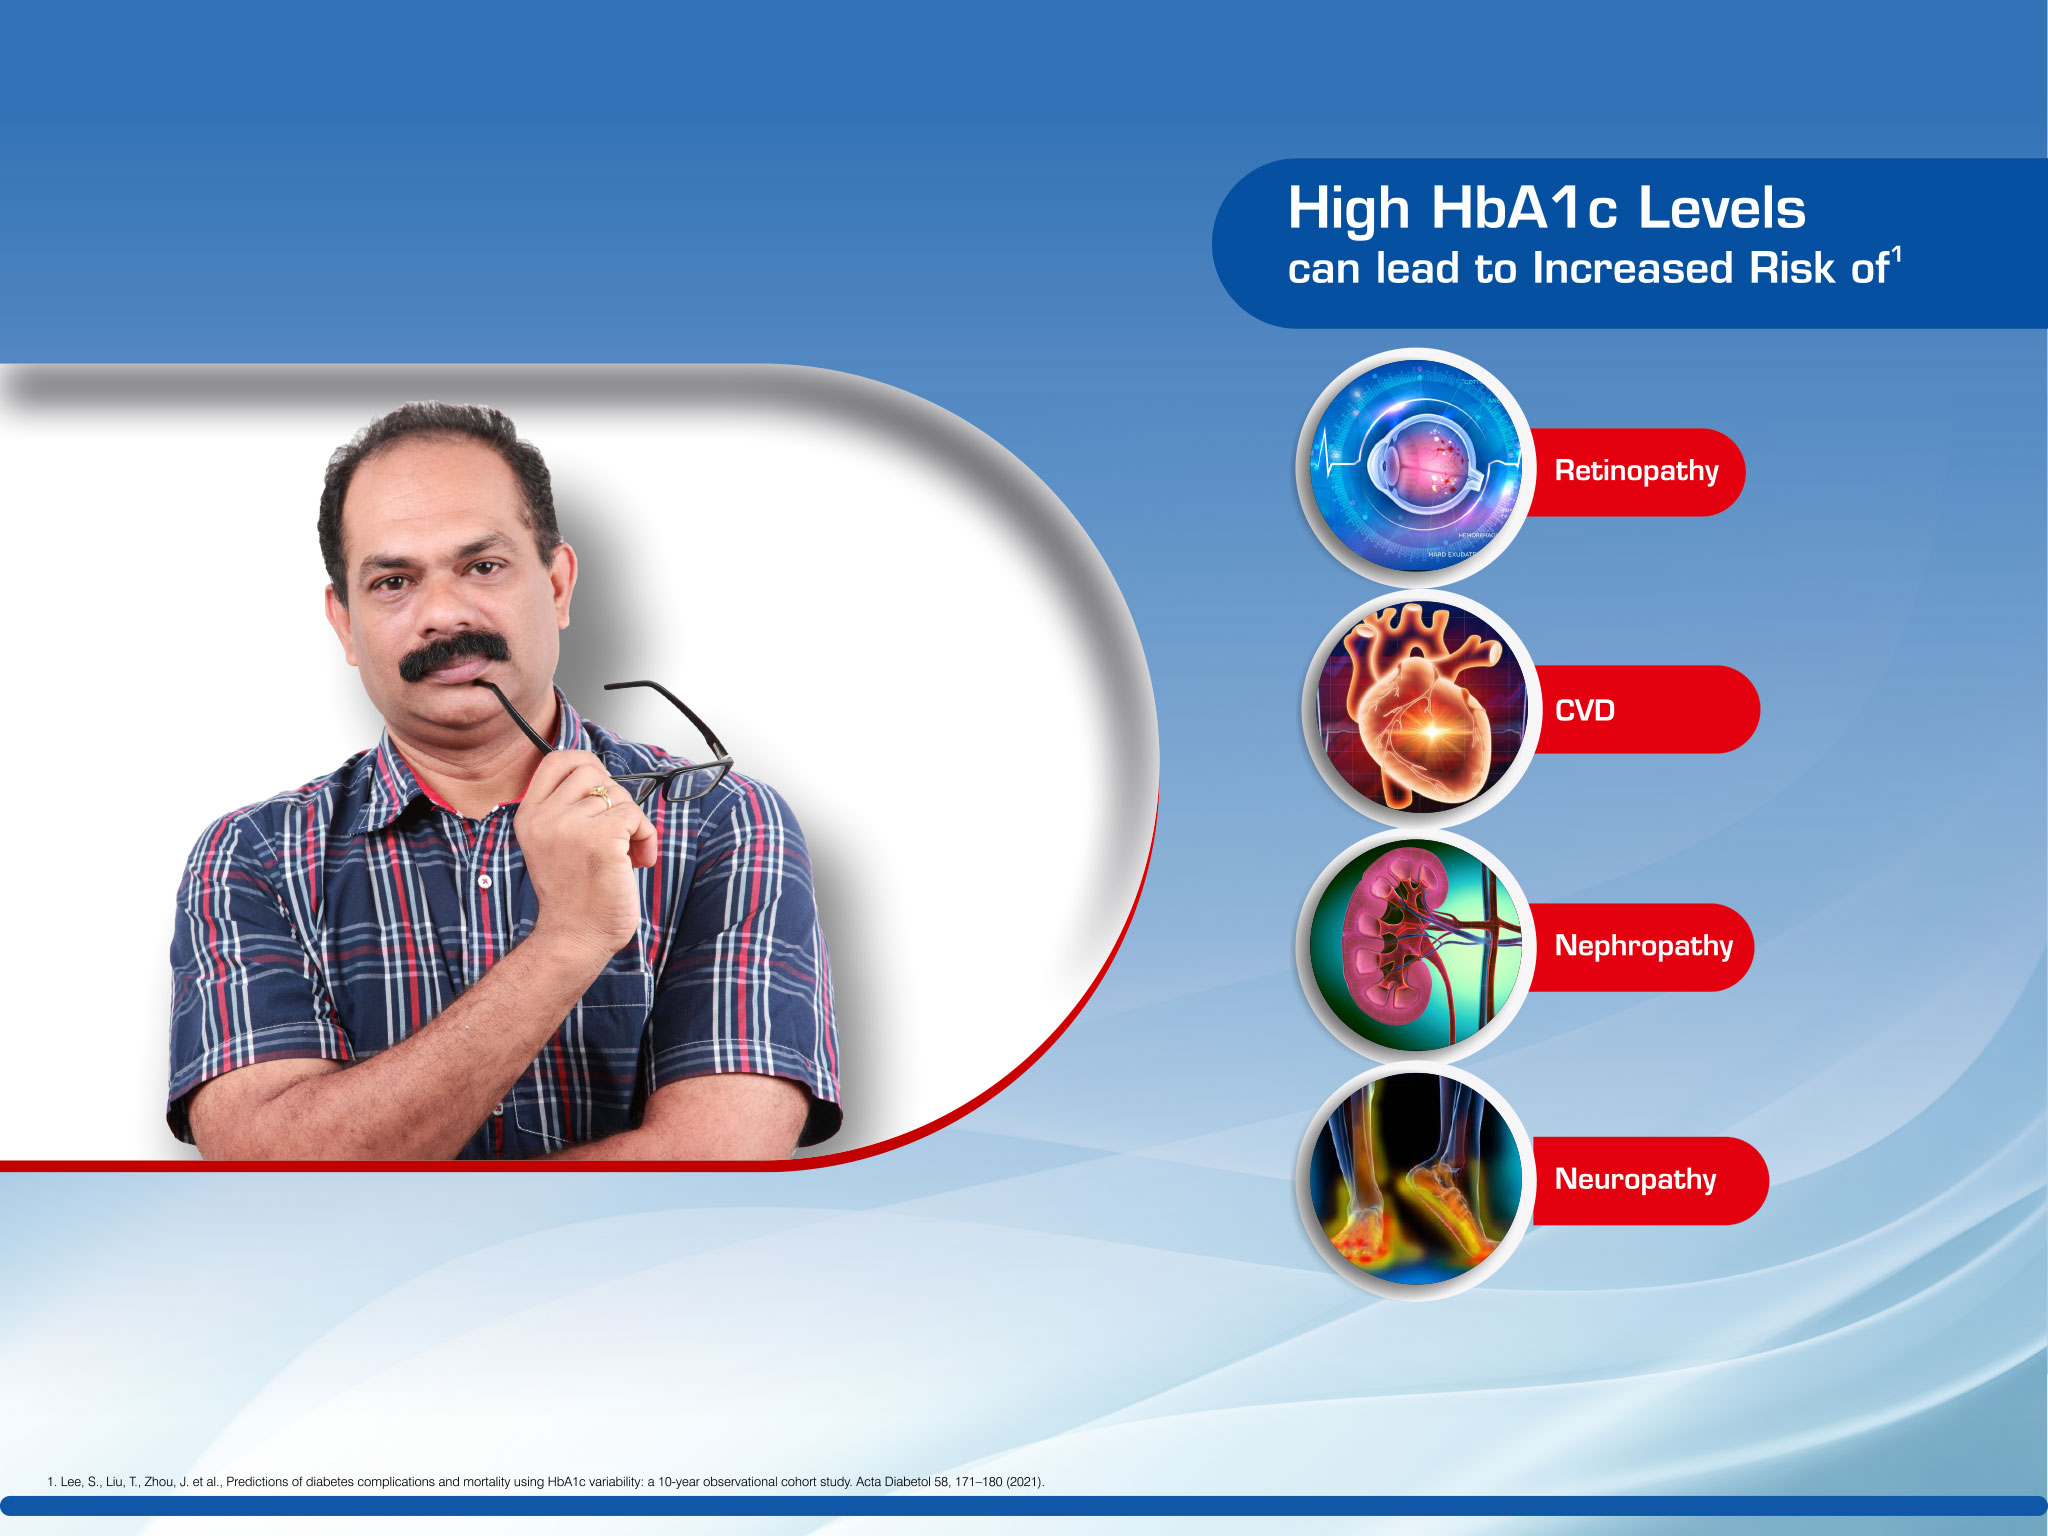 High HbA1c Levels
can lead to Increased Risk of¹
HARD EXUDATE
Retinopathy
CVD
Nephropathy
Neuropathy
1. Lee, S., Liu, T., Zhou, J. et al., Predictions of diabetes complications and mortality using HbA1c variability: a 10-year observational cohort study. Acta Diabetol 58, 171–180 (2021).